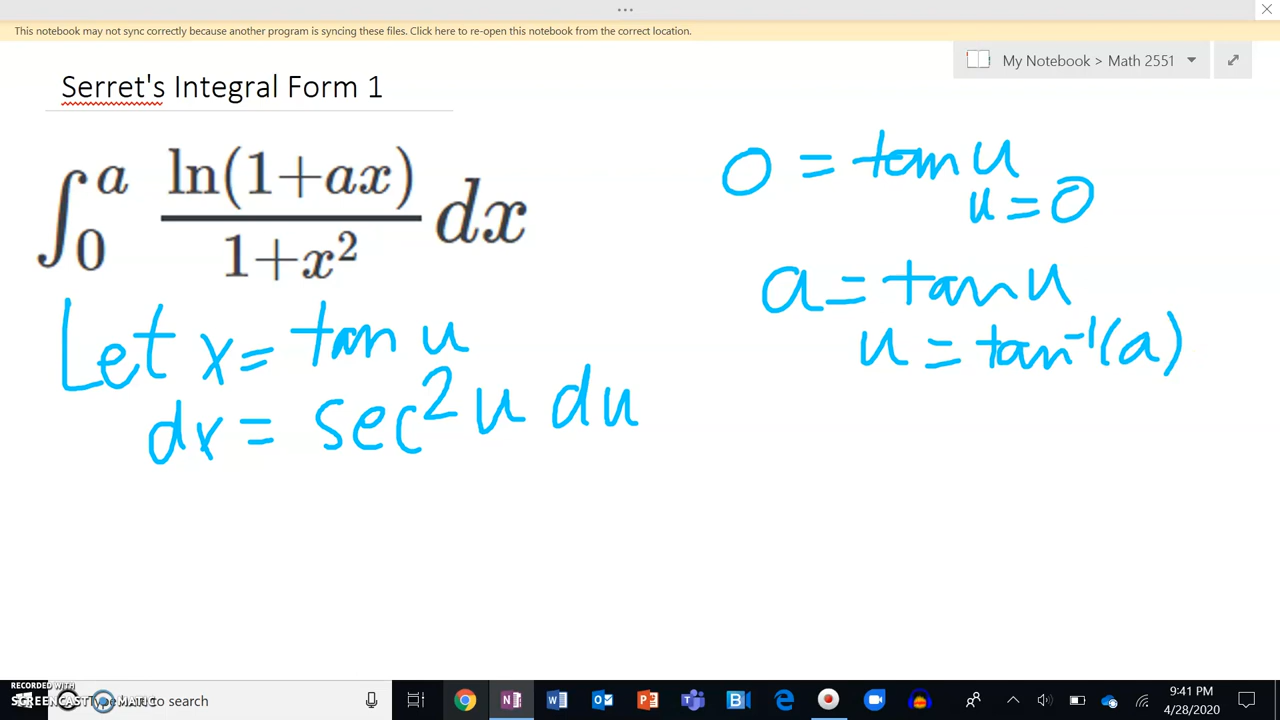 This notebook may not sync correctly because another program is syncing these files. Click here to re-open this notebook from the correct location.
My Notebook > Math 2551
Serret's Integral Form 1
∫₀ᵃ ln(1+ax)/(1+x²) dx
0 = tan u
u = 0
a = tan u
u = tan⁻¹(a)
Let x = tan u
dx = sec² u du
RECORDED WITH
SCREENCAST MATIC
Type to search
9:41 PM
4/28/2020